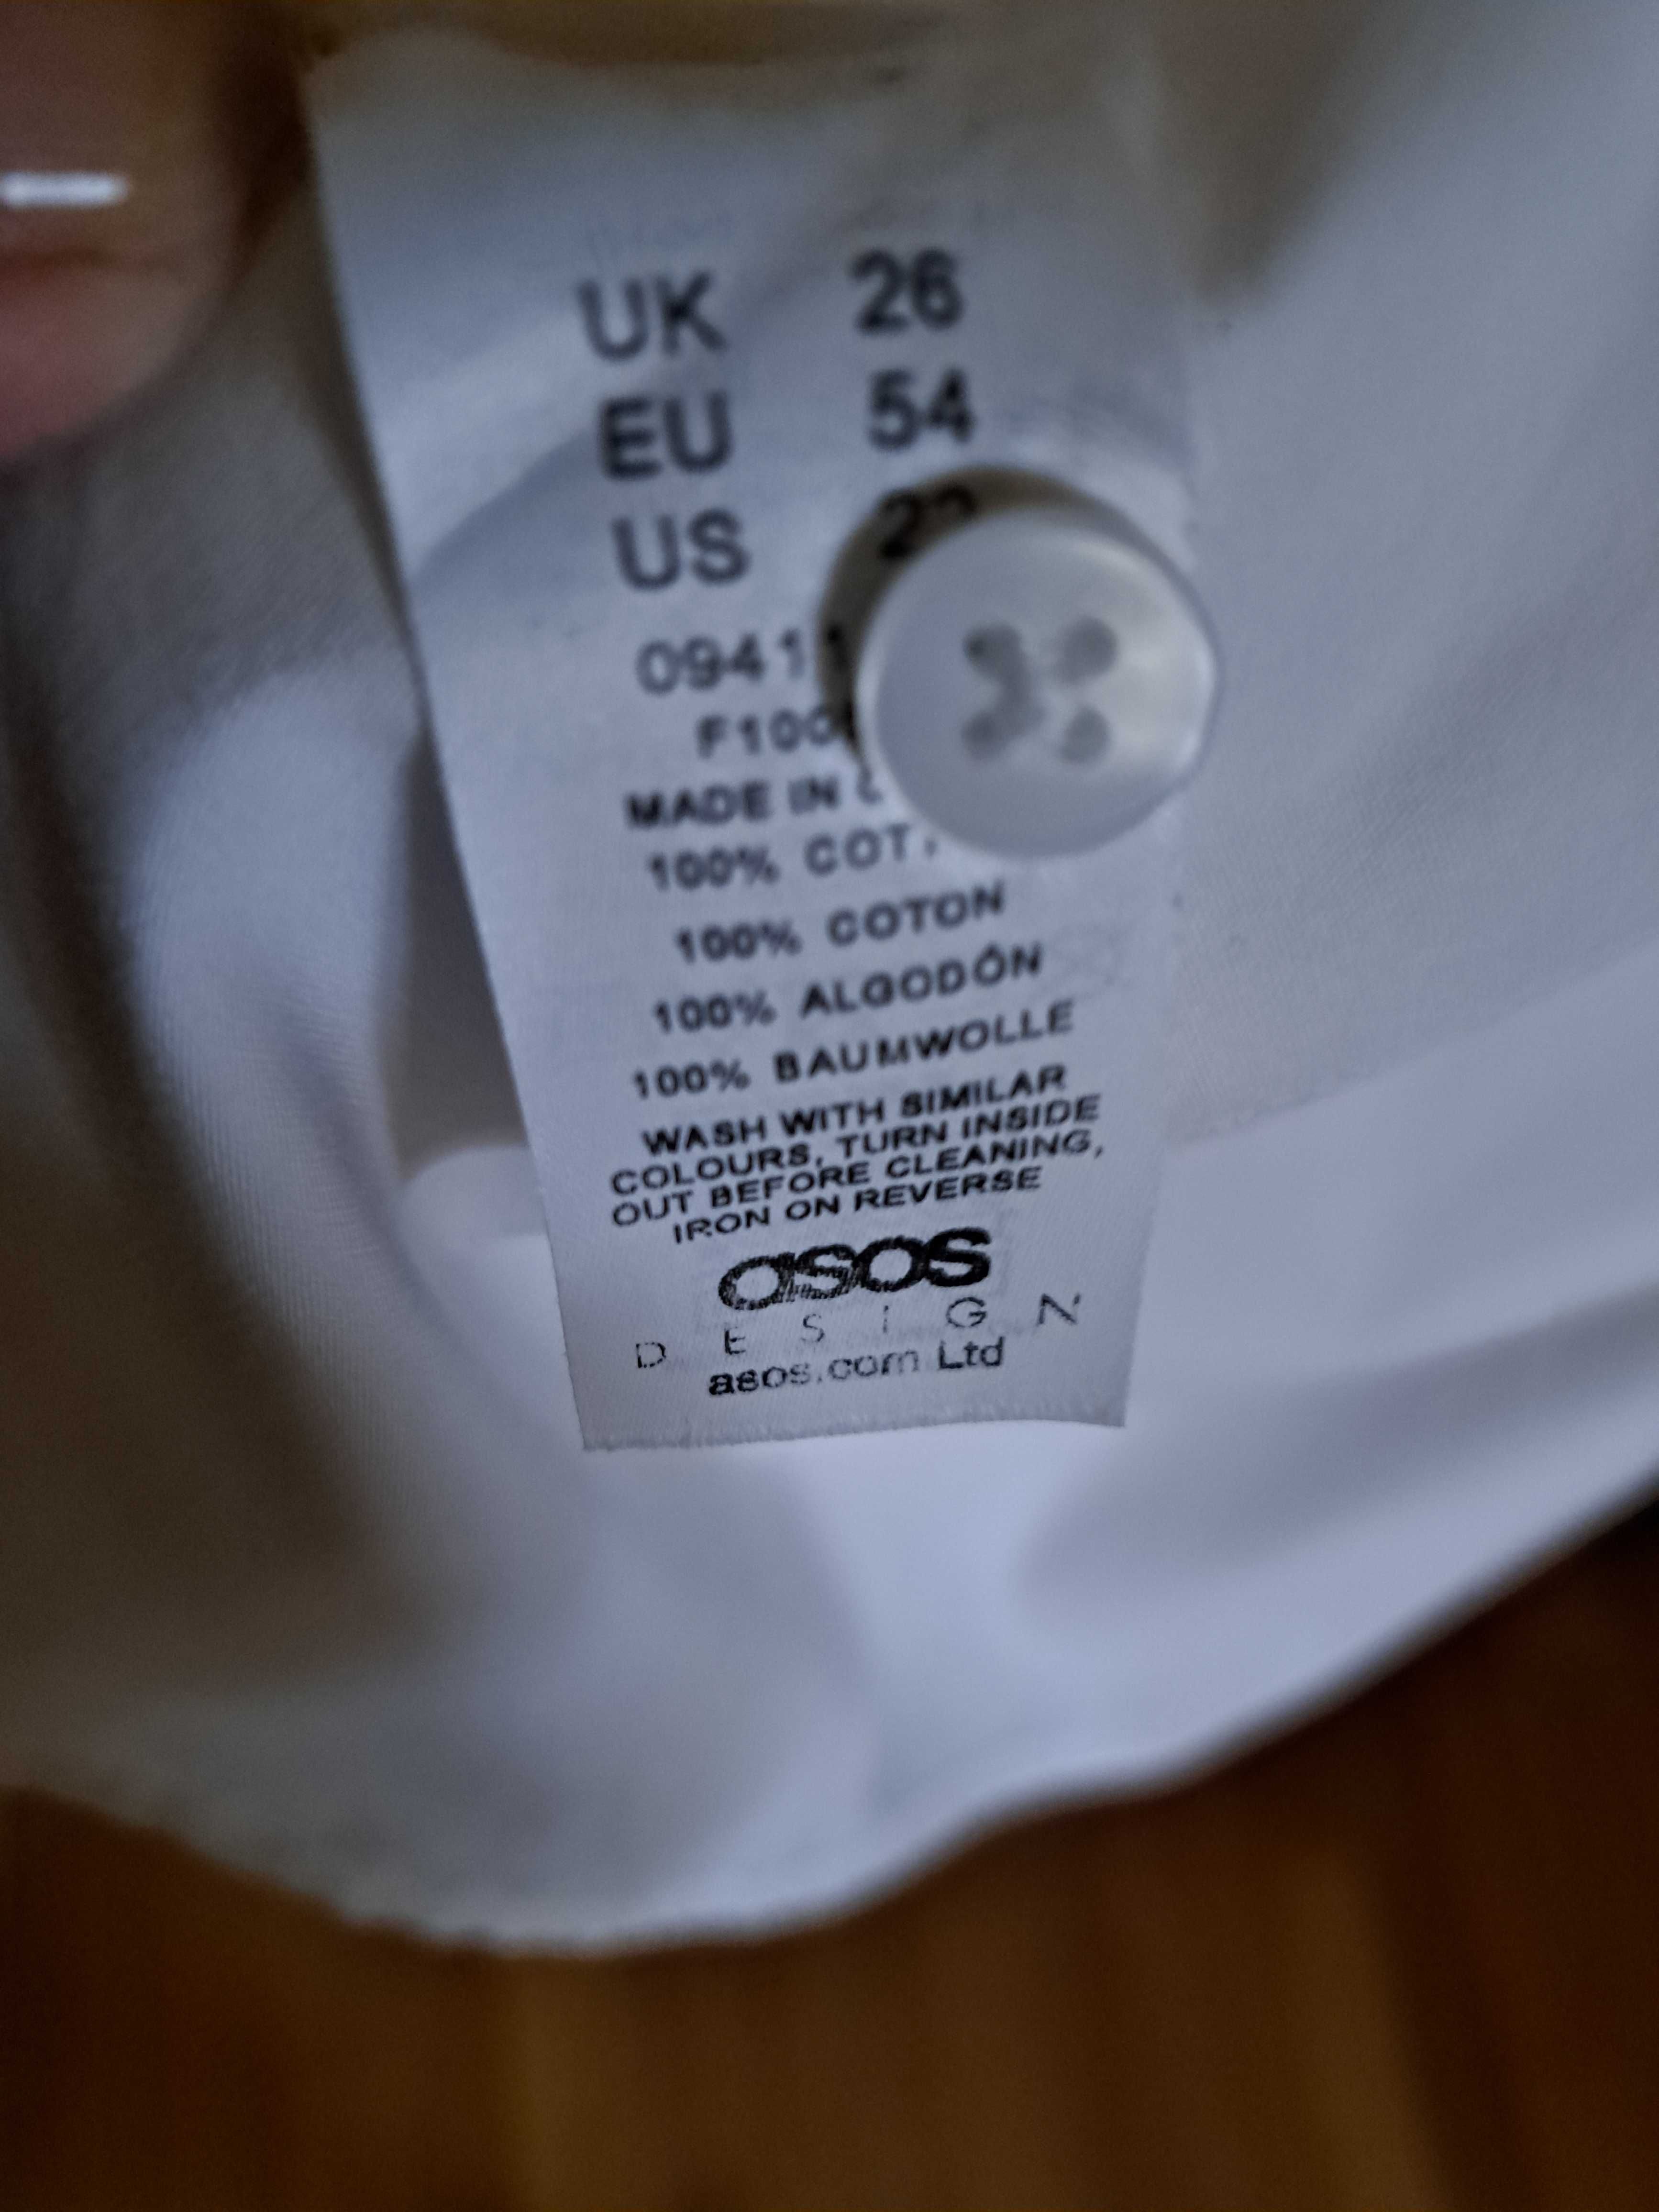 UK 26
EU 54
US
0941
F100
MADE IN
100%
100% COTON
100% ALGODÓN
100% BAUMWOLLE
WASH WITH SIMILAR
COLOURS, TURN INSIDE
OUT BEFORE CLEANING,
IRON ON REVERSE
asos
DESIGN
asos.com Ltd